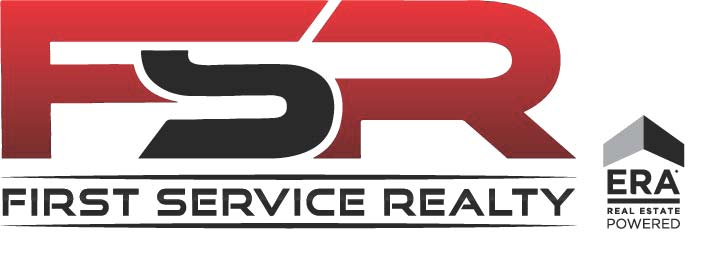 FSR
FIRST SERVICE REALTY
ERA®
REAL ESTATE
POWERED